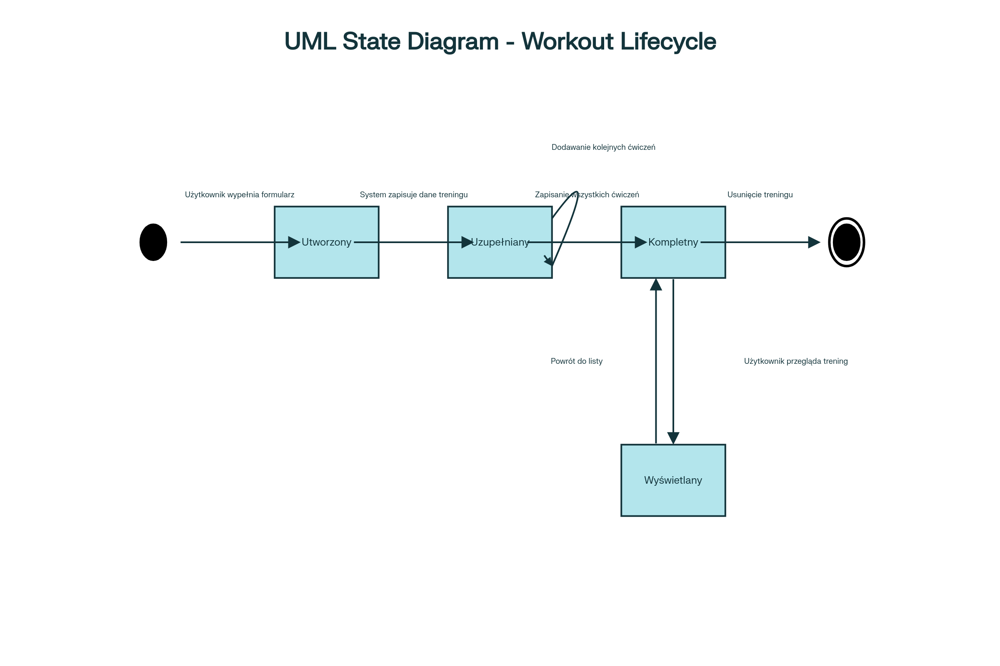 UML State Diagram - Workout Lifecycle
Dodawanie kolejnych ćwiczeń
Użytkownik wypełnia formularz
System zapisuje dane treningu
Zapisanie wszystkich ćwiczeń
Usunięcie treningu
Utworzony
Uzupełniany
Kompletny
Powrót do listy
Użytkownik przegląda trening
Wyświetlany